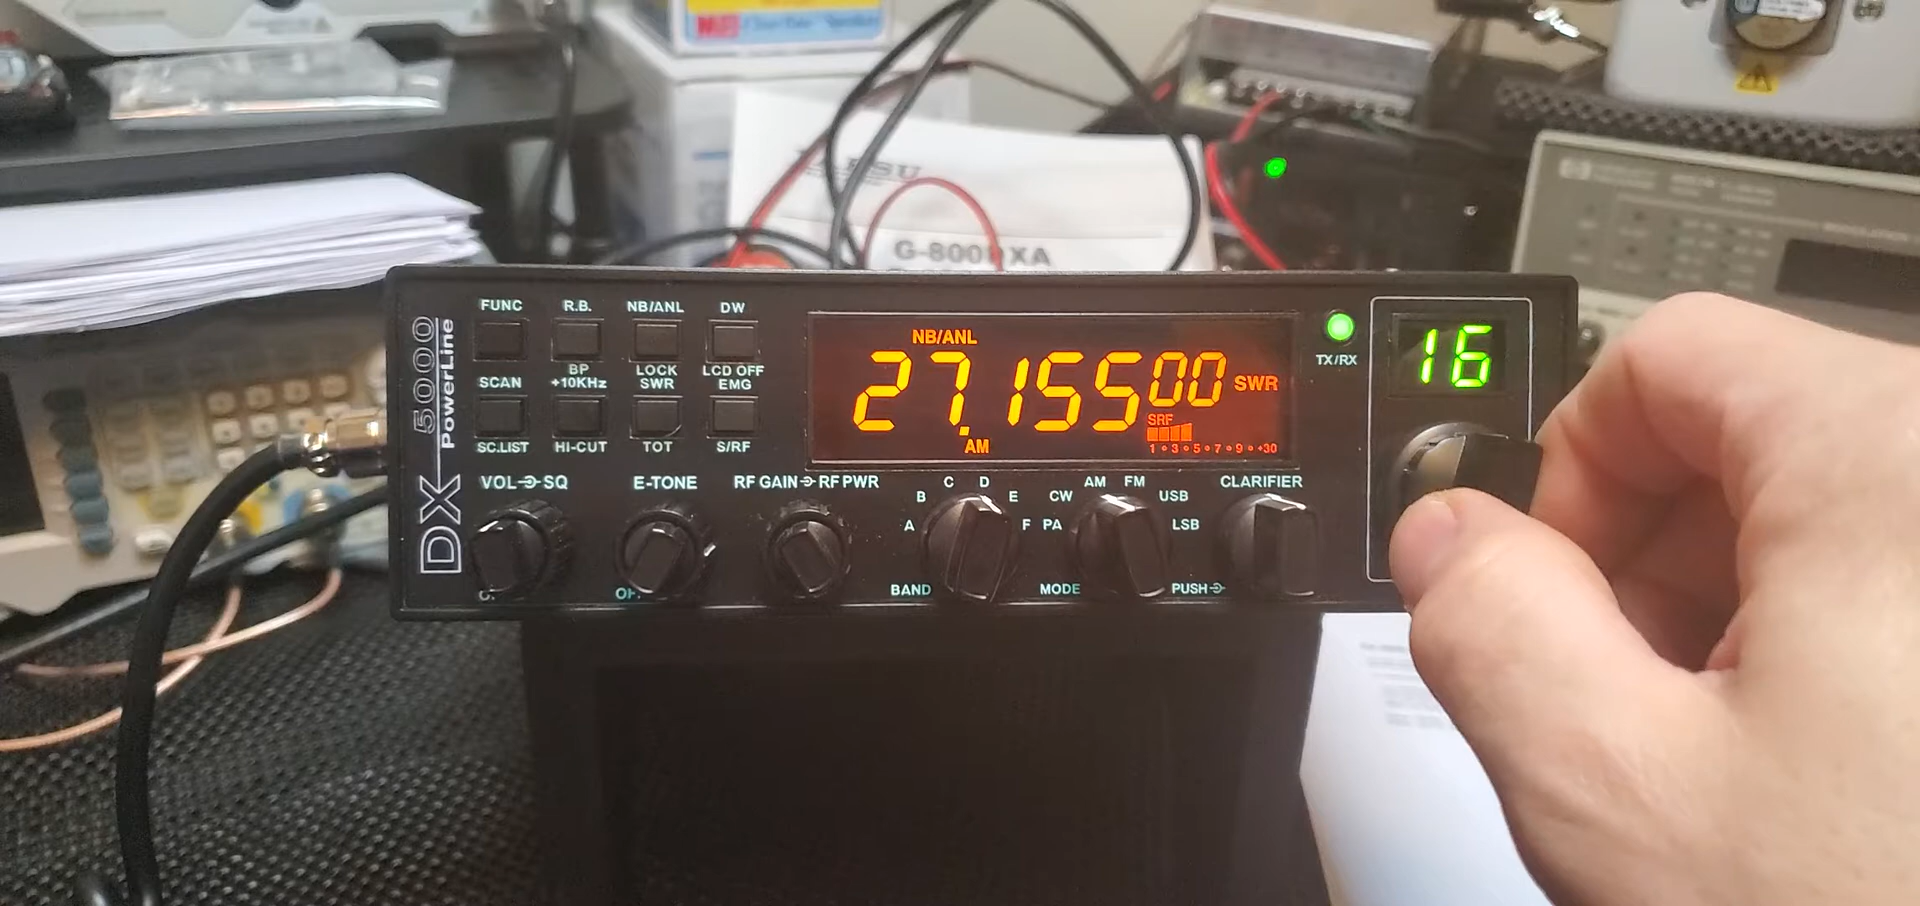 G-800DXA
FUNC R.B. NB/ANL DW
BP LOCK LCD OFF
SCAN +10KHz SWR EMG
SC.LIST HI-CUT TOT S/RF
DX 5000
PowerLine
NB/ANL
27.155 00 SWR
AM
SRF
1 3 5 7 9 +30
TX/RX
16
VOL SQ E-TONE RF GAIN RF PWR
A B C D E F
BAND
PA CW AM FM USB LSB
MODE
CLARIFIER
PUSH